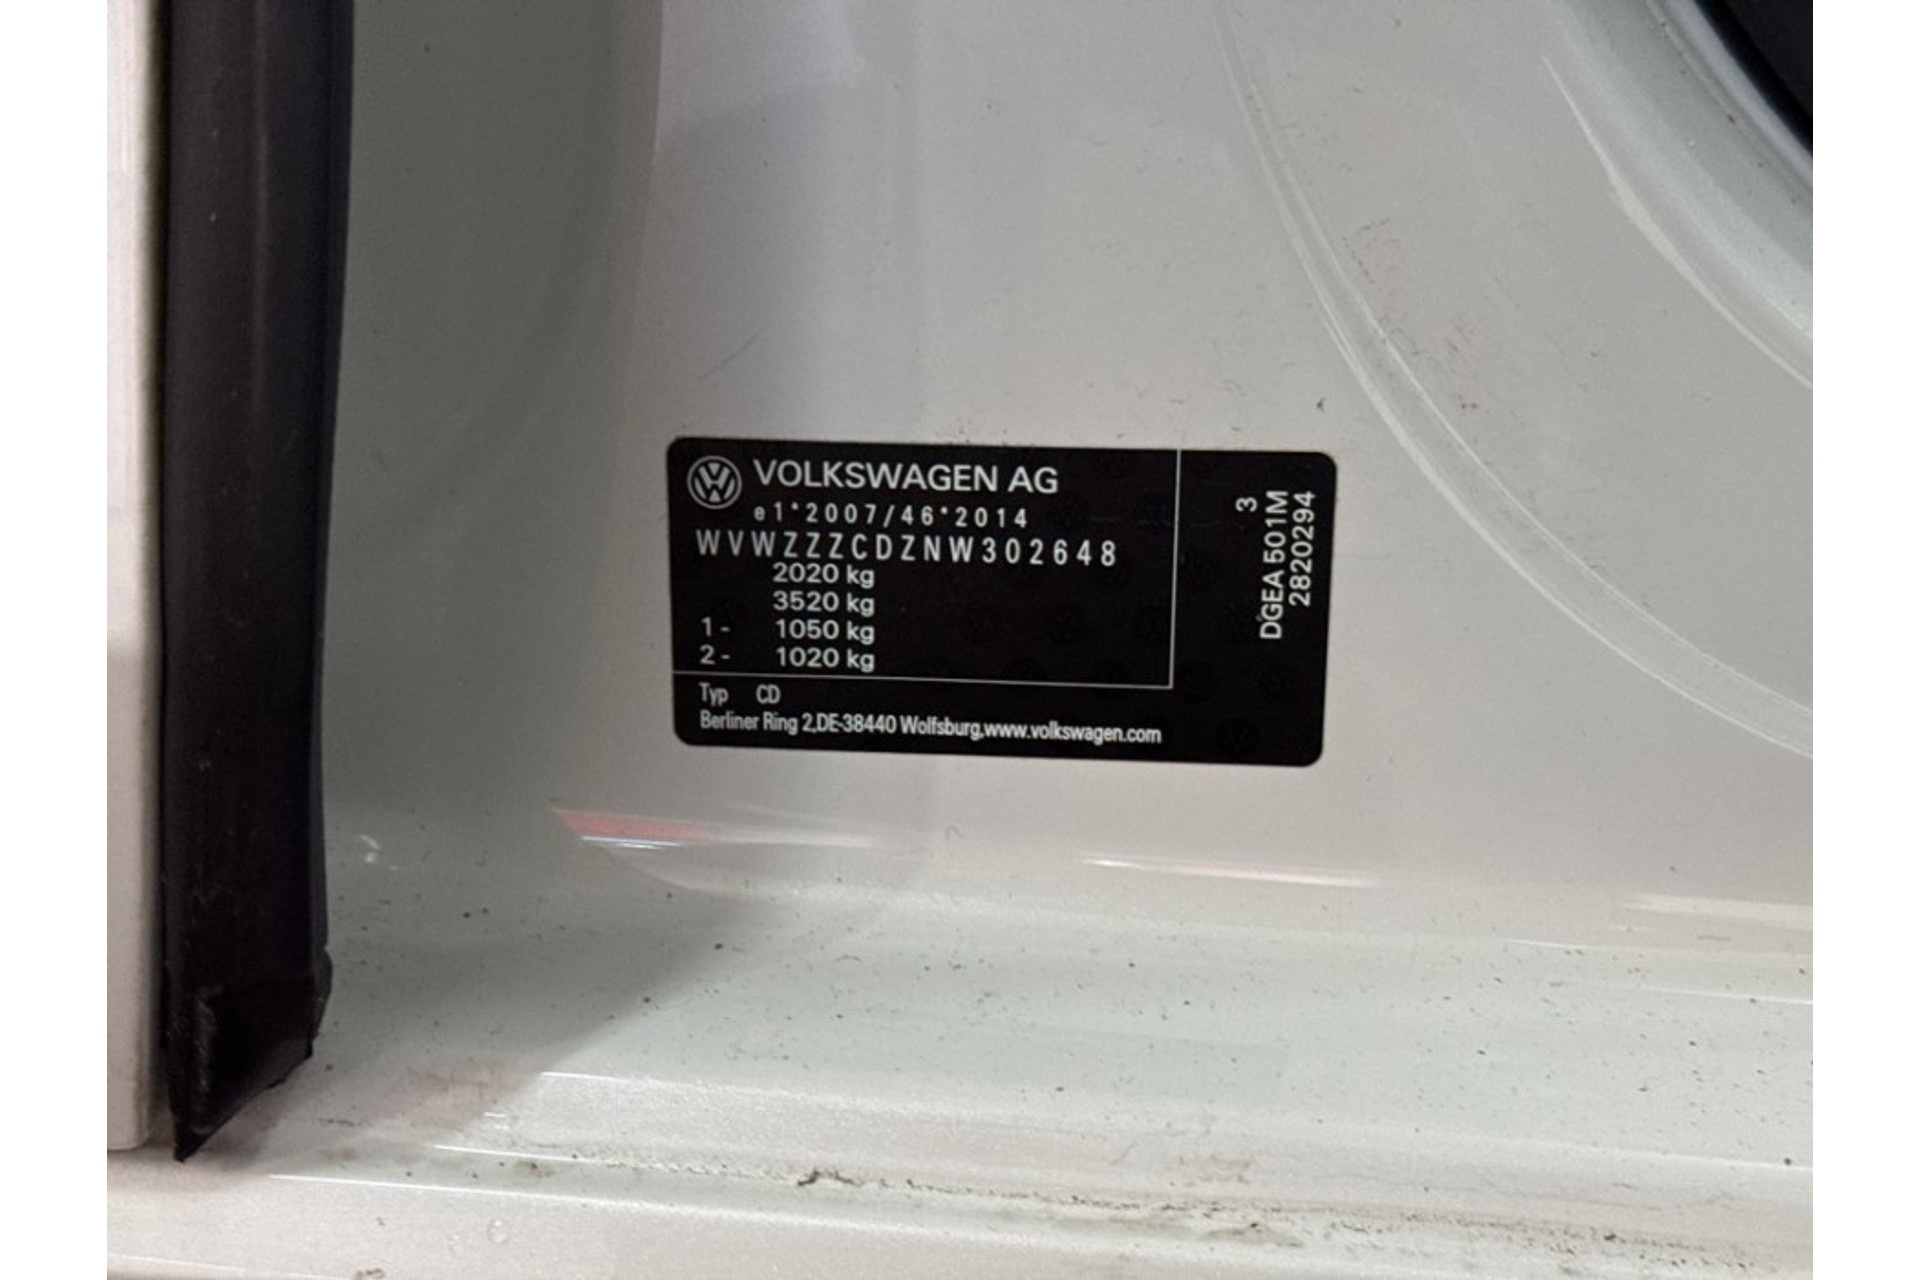 VOLKSWAGEN AG
e1*2007/46*2014
WVWZZZCDZNW302648
2020 kg
3520 kg
1- 1050 kg
2- 1020 kg
Typ CD
Berliner Ring 2,DE-38440 Wolfsburg,www.volkswagen.com
3
DGEA 501M
2820294